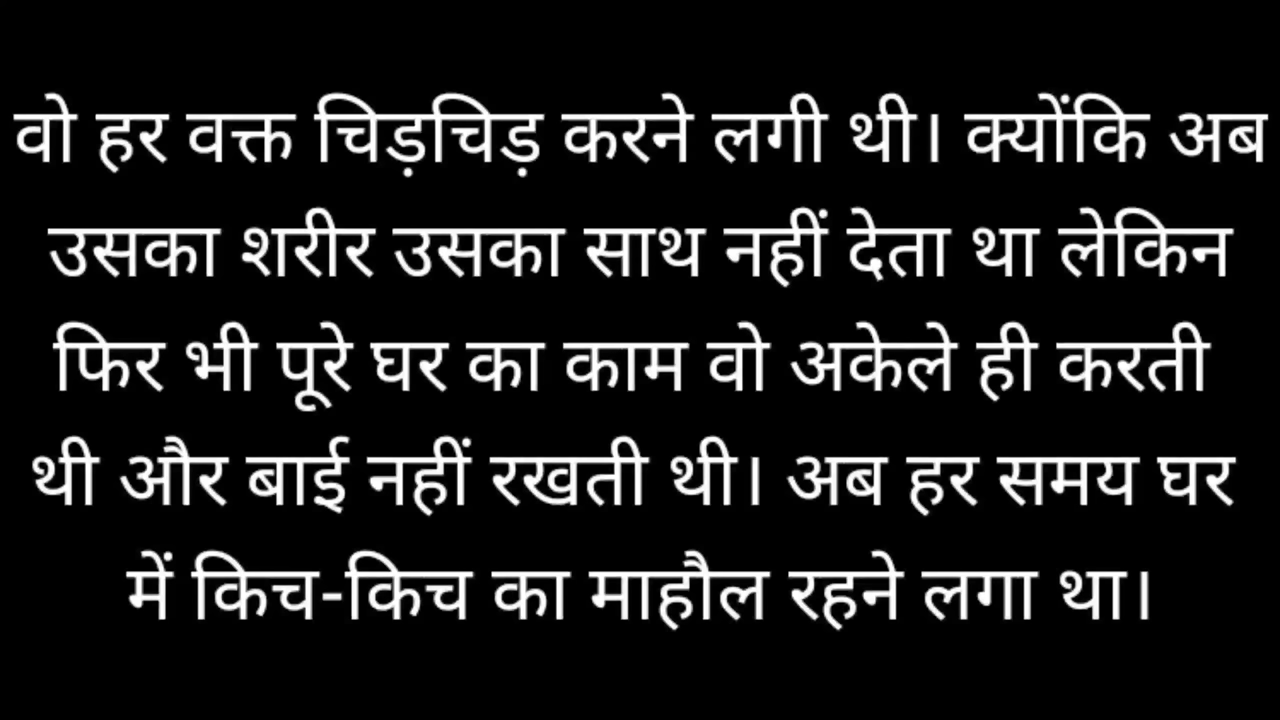 वो हर वक्त चिड़चिड़ करने लगी थी। क्योंकि अब
उसका शरीर उसका साथ नहीं देता था लेकिन
फिर भी पूरे घर का काम वो अकेले ही करती
थी और बाई नहीं रखती थी। अब हर समय घर
में किच-किच का माहौल रहने लगा था।